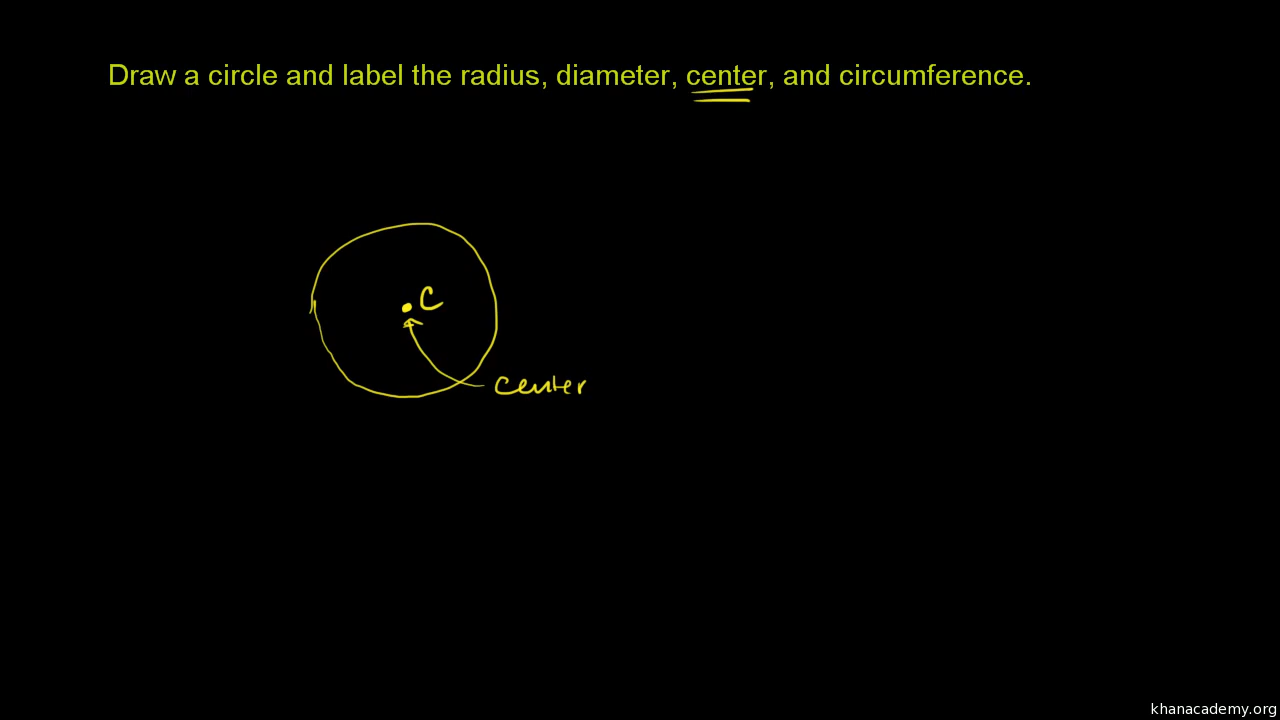 Draw a circle and label the radius, diameter, center, and circumference.
C
center
khanacademy.org